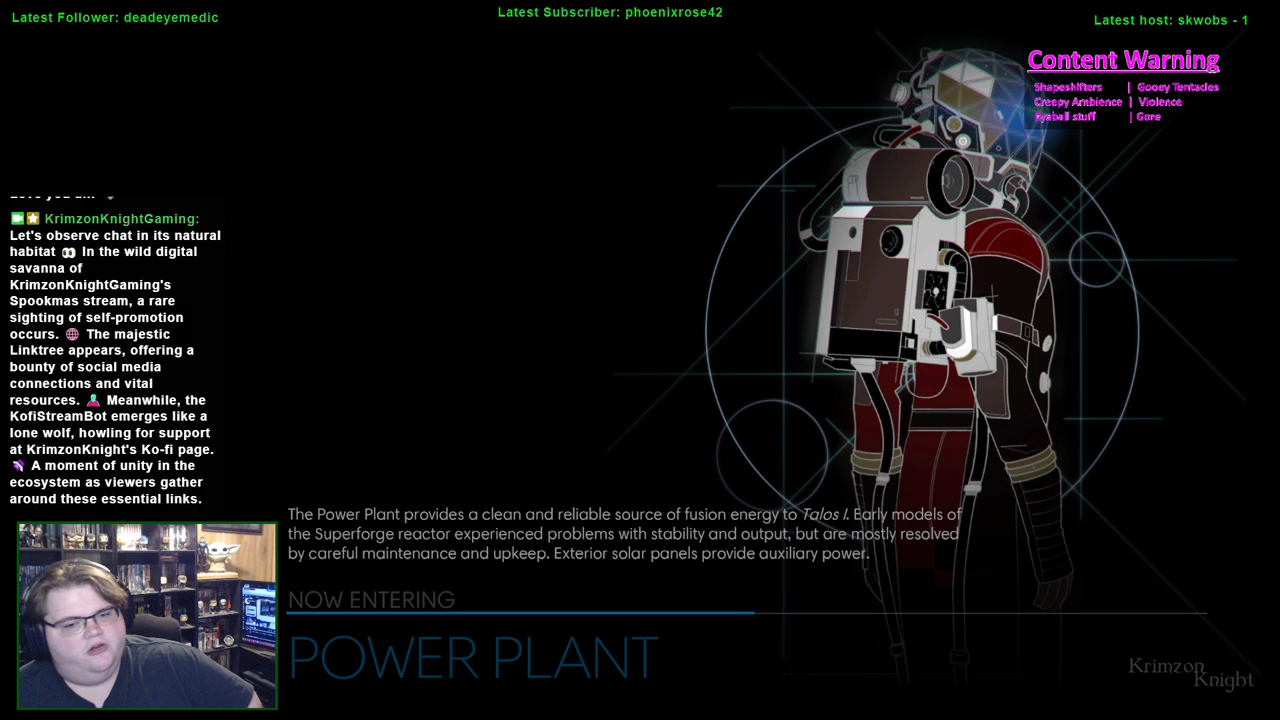 Latest Follower: deadeyemedic
Latest Subscriber: phoenixrose42
Latest host: skwobs - 1
Content Warning
Shapeshifters | Gooey Tentacles
Creepy Ambience | Violence
Eyeball stuff | Gore
KrimzonKnightGaming:
Let's observe chat in its natural
habitat 👀 In the wild digital
savanna of
KrimzonKnightGaming's
Spookmas stream, a rare
sighting of self-promotion
occurs. 🌐 The majestic
Linktree appears, offering a
bounty of social media
connections and vital
resources. Meanwhile, the
KofiStreamBot emerges like a
lone wolf, howling for support
at KrimzonKnight's Ko-fi page.
A moment of unity in the
ecosystem as viewers gather
around these essential links.
The Power Plant provides a clean and reliable source of fusion energy to Talos I. Early models of
the Superforge reactor experienced problems with stability and output, but are mostly resolved
by careful maintenance and upkeep. Exterior solar panels provide auxiliary power.
NOW ENTERING
POWER PLANT
Krimzon
Knight